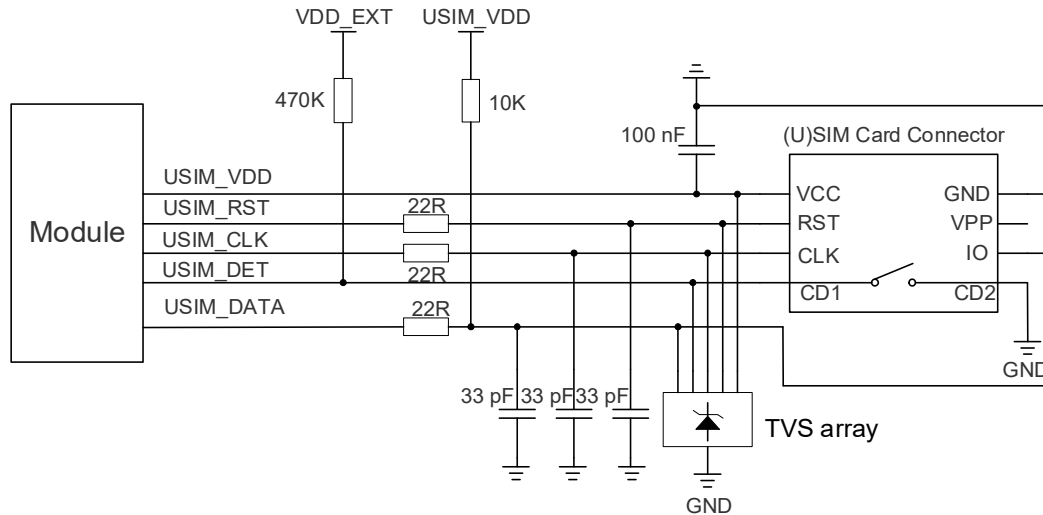 VDD_EXT USIM_VDD
470K 10K
100 nF (U)SIM Card Connector
Module
USIM_VDD
USIM_RST
USIM_CLK
USIM_DET
USIM_DATA
22R
22R
22R
VCC GND
RST VPP
CLK IO
CD1 CD2
GND
33 pF 33 pF 33 pF
TVS array
GND